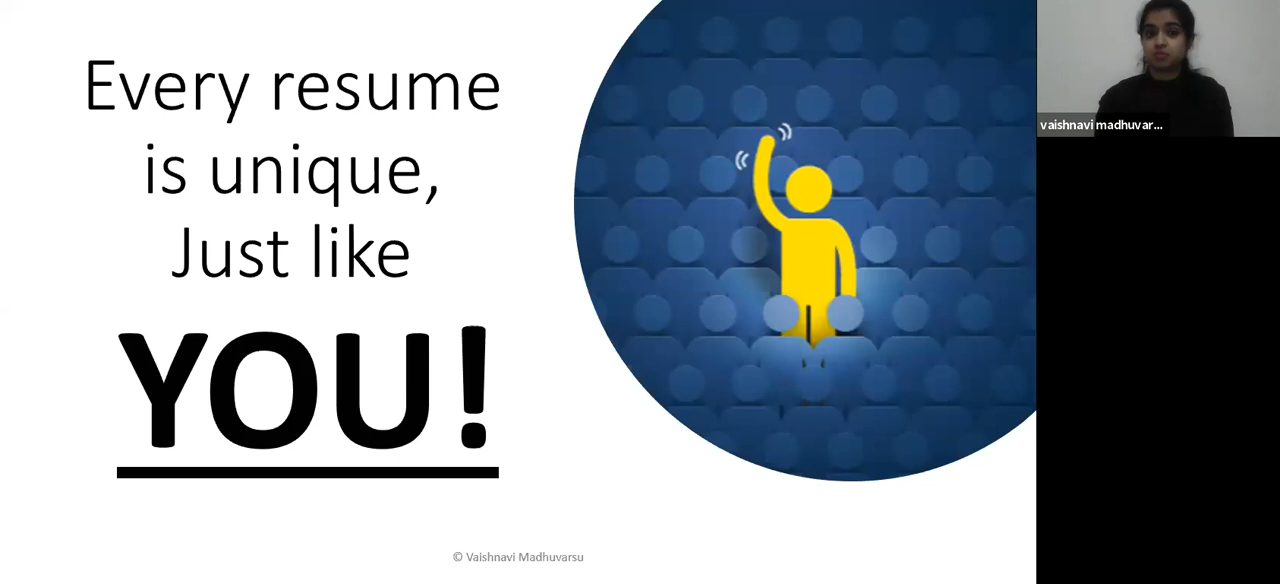 Every resume
is unique,
Just like
YOU!
© Vaishnavi Madhuvarsu
vaishnavi madhuvar...